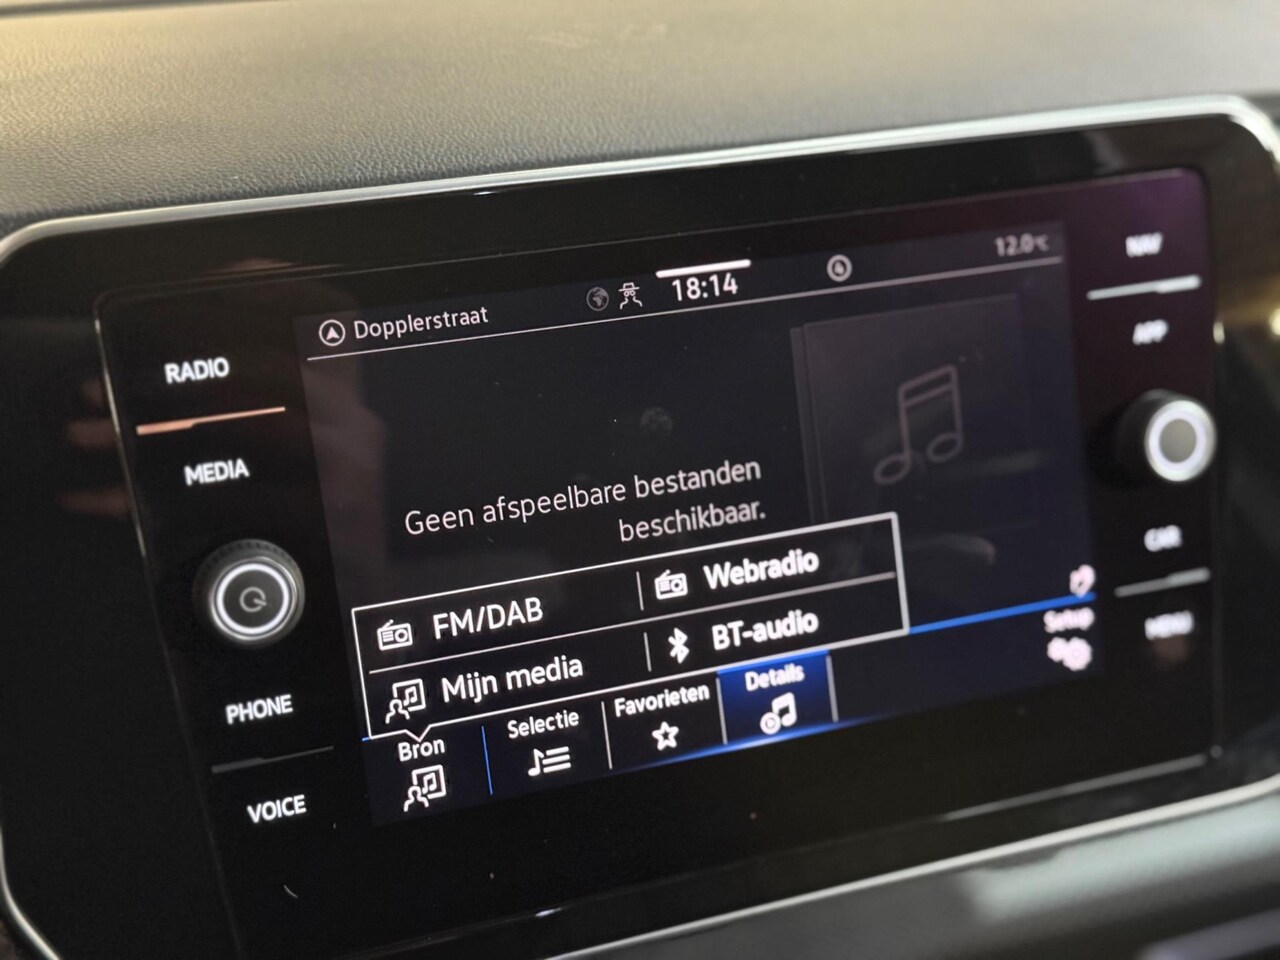 Dopplerstraat
18:14
12.0°C
NAV
RADIO
APP
MEDIA
Geen afspeelbare bestanden
beschikbaar.
FM/DAB
Webradio
CAR
Mijn media
BT-audio
Setup
MENU
PHONE
Bron
Selectie
Favorieten
Details
VOICE